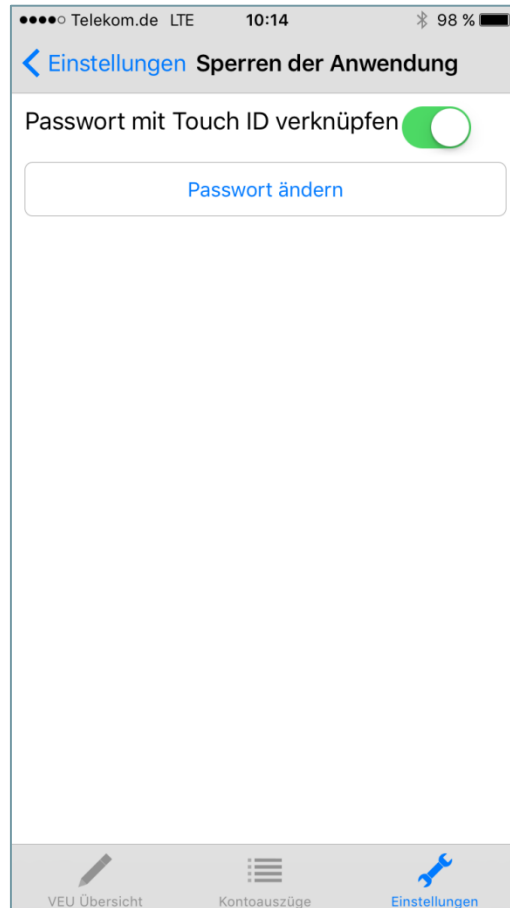 Telekom.de LTE 10:14 98 %
Einstellungen Sperren der Anwendung
Passwort mit Touch ID verknüpfen
Passwort ändern
VEU Übersicht Kontoauszüge Einstellungen